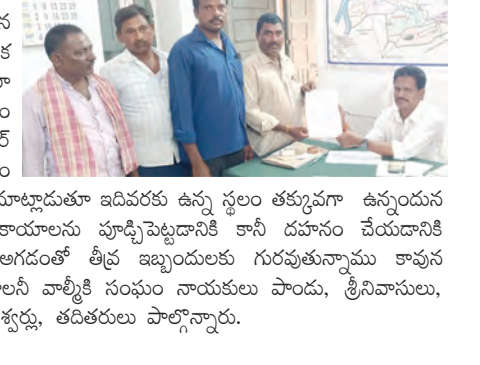 న
క
ం
ర్
ం
మాట్లాడుతూ ఇదివరకు ఉన్న స్థలం తక్కువగా ఉన్నందున
కాయాలను పూడ్చిపెట్టడానికి కానీ దహనం చేయడానికి
అగడంతో తీవ్ర ఇబ్బందులకు గురవుతున్నాము కావున
లనీ వాల్మీకి సంఘం నాయకులు పాండు, శ్రీనివాసులు,
శ్వర్లు, తదితరులు పాల్గొన్నారు.